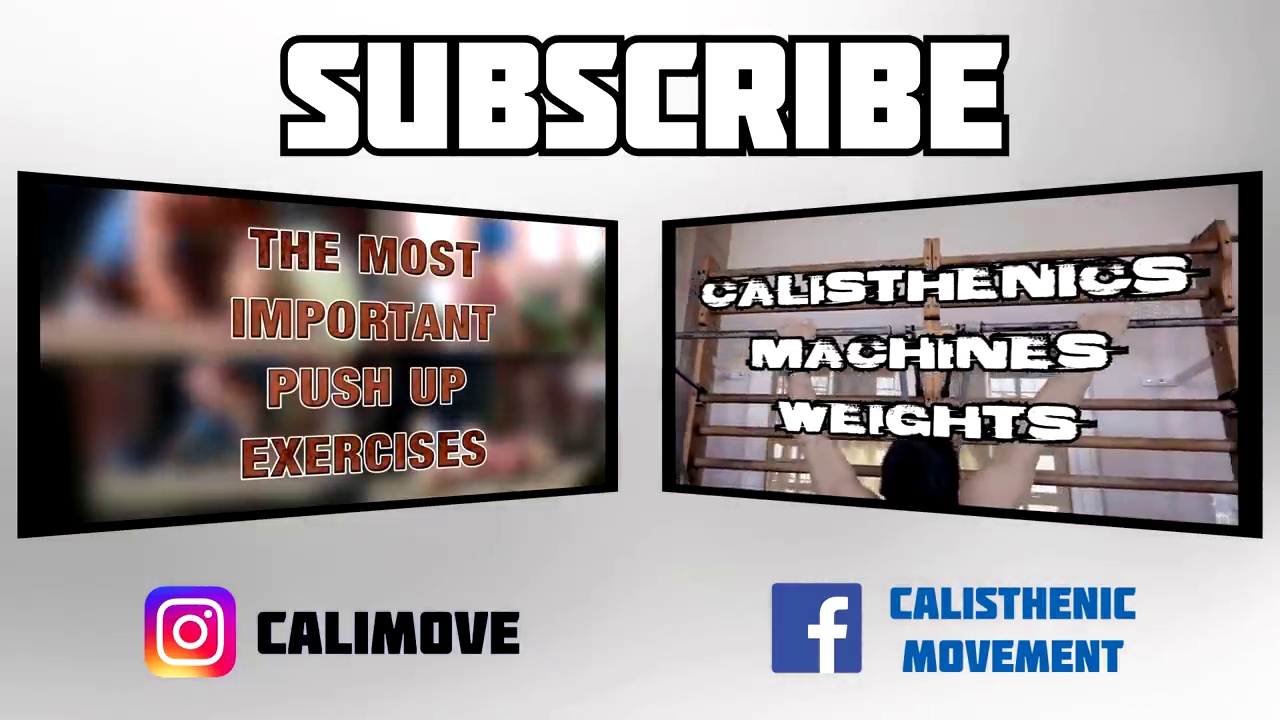 SUBSCRIBE
THE MOST
IMPORTANT
PUSH UP
EXERCISES
CALISTHENICS
MACHINES
WEIGHTS
CALIMOVE
CALISTHENIC
MOVEMENT